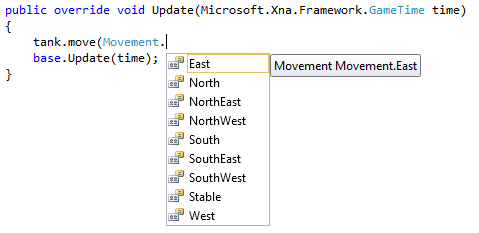 public override void Update(Microsoft.Xna.Framework.GameTime time)
{
tank.move(Movement.
base.Update(time);
}
East
Movement Movement.East
North
NorthEast
NorthWest
South
SouthEast
SouthWest
Stable
West